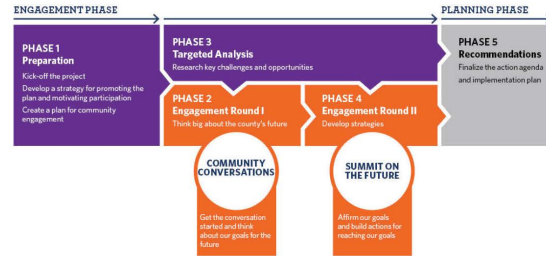 ENGAGEMENT PHASE
PLANNING PHASE
PHASE 1
Preparation
Kick-off the project
Develop a strategy for promoting the
plan and motivating participation
Create a plan for community
engagement
PHASE 3
Targeted Analysis
Research key challenges and opportunities
PHASE 2
Engagement Round I
Think big about the county's future
COMMUNITY
CONVERSATIONS
Get the conversation
started and think
about our goals for the
future
PHASE 4
Engagement Round II
Develop strategies
SUMMIT ON
THE FUTURE
Affirm our goals
and build actions for
reaching our goals
PHASE 5
Recommendations
Finalize the action agenda
and implementation plan